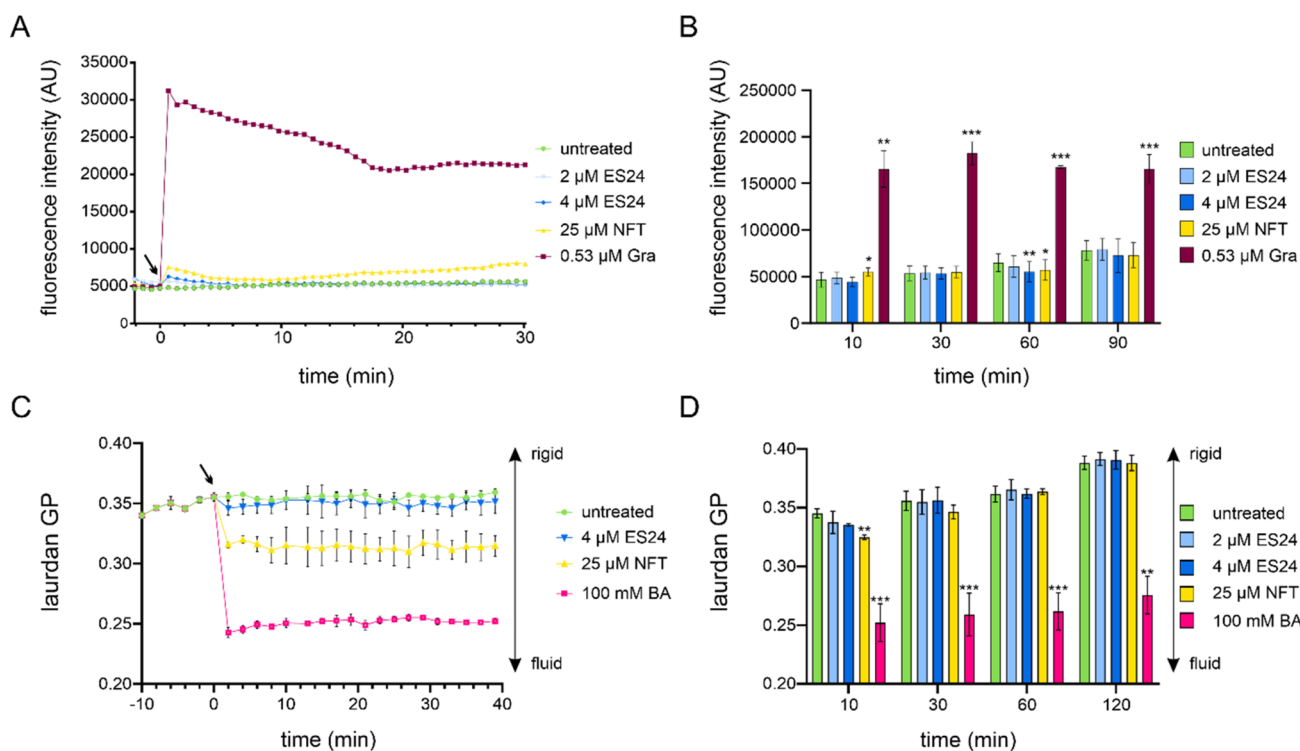 A
fluorescence intensity (AU)
35000
30000
25000
20000
15000
10000
5000
0
0 10 20 30
time (min)
untreated
2 µM ES24
4 µM ES24
25 µM NFT
0.53 µM Gra
B
fluorescence intensity (AU)
250000
200000
150000
100000
50000
0
** *** *** ***
* ** *
10 30 60 90
time (min)
untreated
2 µM ES24
4 µM ES24
25 µM NFT
0.53 µM Gra
C
laurdan GP
0.40
0.35
0.30
0.25
0.20
-10 0 10 20 30 40
time (min)
rigid
fluid
untreated
4 µM ES24
25 µM NFT
100 mM BA
D
laurdan GP
0.40
0.35
0.30
0.25
0.20
** *** *** *** **
10 30 60 120
time (min)
rigid
fluid
untreated
2 µM ES24
4 µM ES24
25 µM NFT
100 mM BA